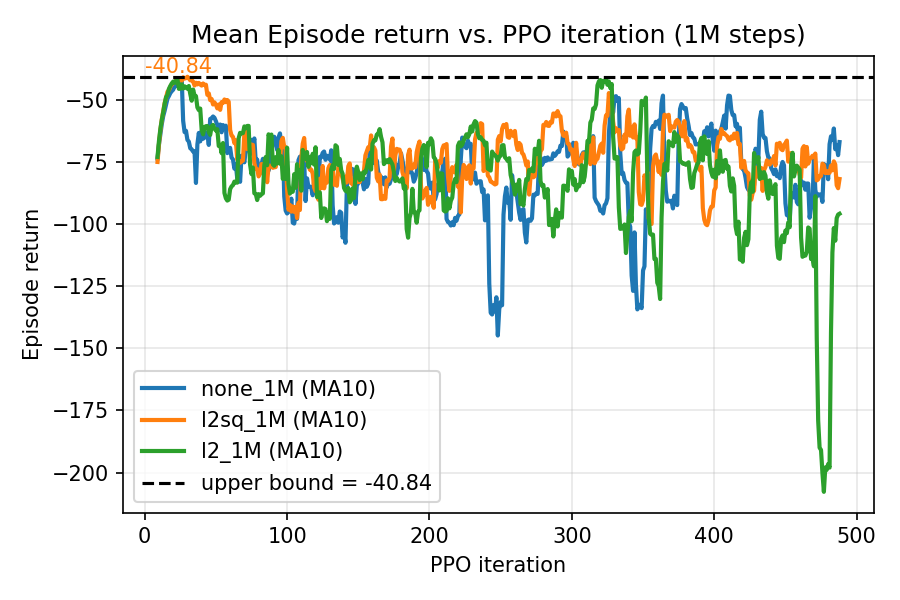 Mean Episode return vs. PPO iteration (1M steps)
-40.84
−50
−75
−100
−125
−150
−175
−200
Episode return
none_1M (MA10)
l2sq_1M (MA10)
l2_1M (MA10)
upper bound = -40.84
0 100 200 300 400 500
PPO iteration